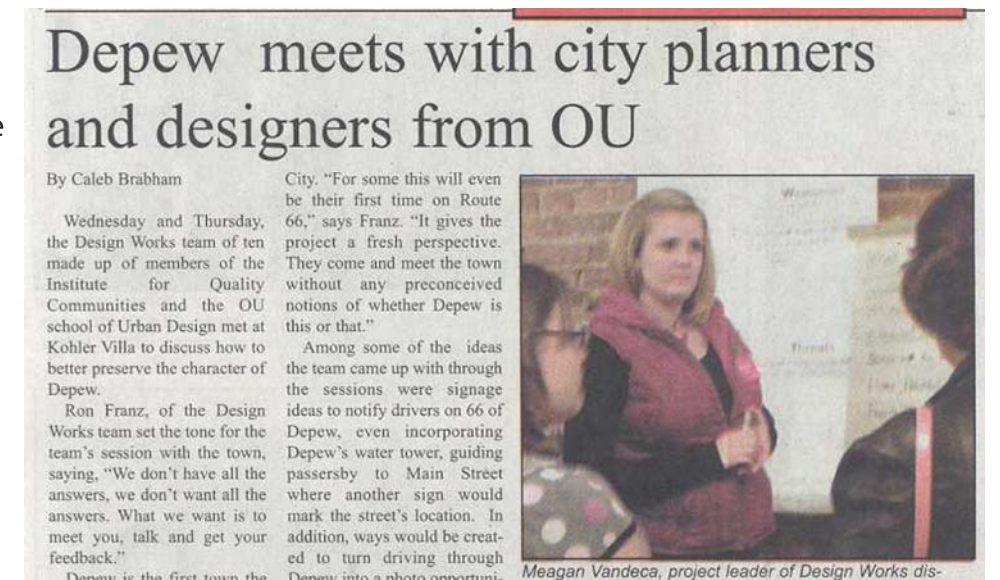 Depew meets with city planners
and designers from OU
By Caleb Brabham
Wednesday and Thursday,
the Design Works team of ten
made up of members of the
Institute for Quality
Communities and the OU
school of Urban Design met at
Kohler Villa to discuss how to
better preserve the character of
Depew.
Ron Franz, of the Design
Works team set the tone for the
team's session with the town,
saying, “We don't have all the
answers, we don't want all the
answers. What we want is to
meet you, talk and get your
feedback.”
Depew is the first town the
City. “For some this will even
be their first time on Route
66,” says Franz. “It gives the
project a fresh perspective.
They come and meet the town
without any preconceived
notions of whether Depew is
this or that.”
Among some of the ideas
the team came up with through
the sessions were signage
ideas to notify drivers on 66 of
Depew, even incorporating
Depew's water tower, guiding
passersby to Main Street
where another sign would
mark the street's location. In
addition, ways would be creat-
ed to turn driving through
Depew into a photo opportuni-
Threats
Meagan Vandeca, project leader of Design Works dis-
e